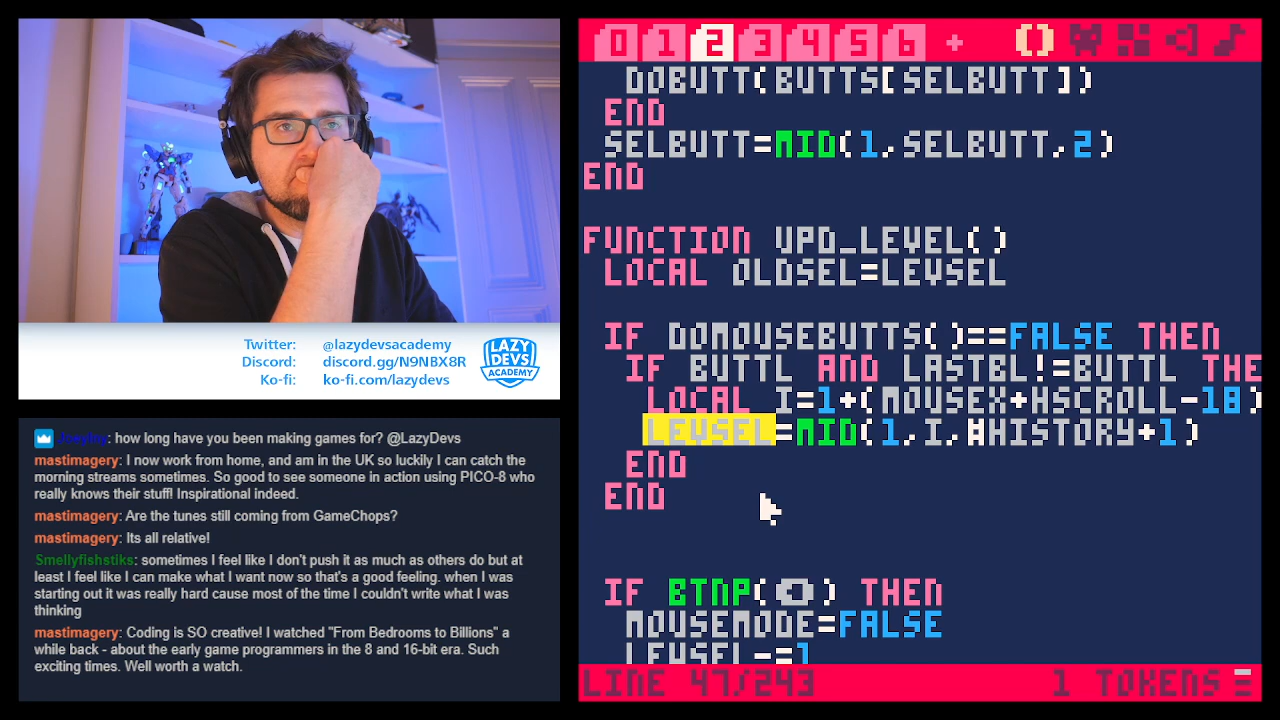 Twitter: @lazydevsacademy
Discord: discord.gg/N9NBX8R
Ko-fi: ko-fi.com/lazydevs
LAZY
DEVS
ACADEMY
how long have you been making games for? @LazyDevs
mastimagery: I now work from home, and am in the UK so luckily I can catch the
morning streams sometimes. So good to see someone in action using PICO-8 who
really knows their stuff! Inspirational indeed.
mastimagery: Are the tunes still coming from GameChops?
mastimagery: Its all relative!
Smellyfishstiks: sometimes I feel like I don't push it as much as others do but at
least I feel like I can make what I want now so that's a good feeling. when I was
starting out it was really hard cause most of the time I couldn't write what I was
thinking
mastimagery: Coding is SO creative! I watched "From Bedrooms to Billions" a
while back - about the early game programmers in the 8 and 16-bit era. Such
exciting times. Well worth a watch.
0 1 2 3 4 5 6 + ()
DOBUTT(BUTTS[SELBUTT])
END
SELBUTT=MID(1,SELBUTT,2)
END
FUNCTION UPD_LEVEL()
LOCAL OLDSEL=LEVSEL
IF DOMOUSEBUTTS()==FALSE THEN
IF BUTTL AND LASTBL!=BUTTL THE
LOCAL I=1+(MOUSEX+HSCROLL-18)
LEVSEL=MID(1,I,#HISTORY+1)
END
END
IF BTNP(⬅️) THEN
MOUSEMODE=FALSE
LEVSEL-=1
LINE 47/243 1 TOKENS